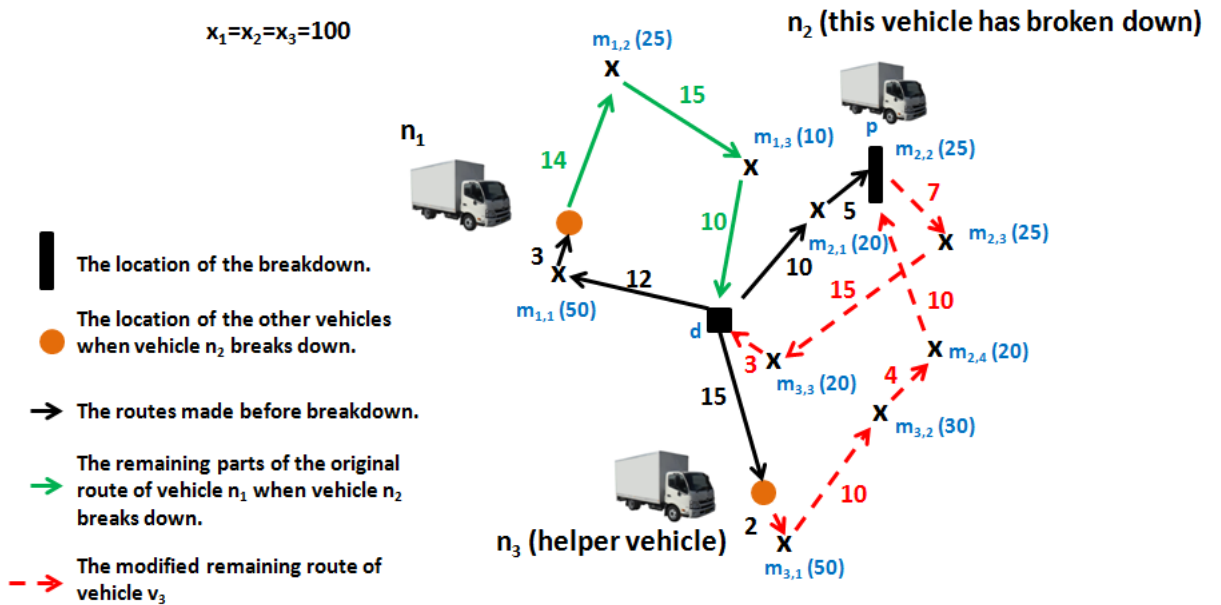 x₁=x₂=x₃=100
n₂ (this vehicle has broken down)
m₁,₂ (25)
15
p
n₁
m₁,₃ (10)
m₂,₂ (25)
14
7
5
10
m₂,₁ (20)
m₂,₃ (25)
3
12
10
15
10
m₁,₁ (50)
d
The location of the breakdown.
The location of the other vehicles
when vehicle n₂ breaks down.
3
m₃,₃ (20)
m₂,₄ (20)
4
15
The routes made before breakdown.
m₃,₂ (30)
The remaining parts of the original
route of vehicle n₁ when vehicle n₂
breaks down.
10
2
n₃ (helper vehicle)
m₃,₁ (50)
The modified remaining route of
vehicle v₃